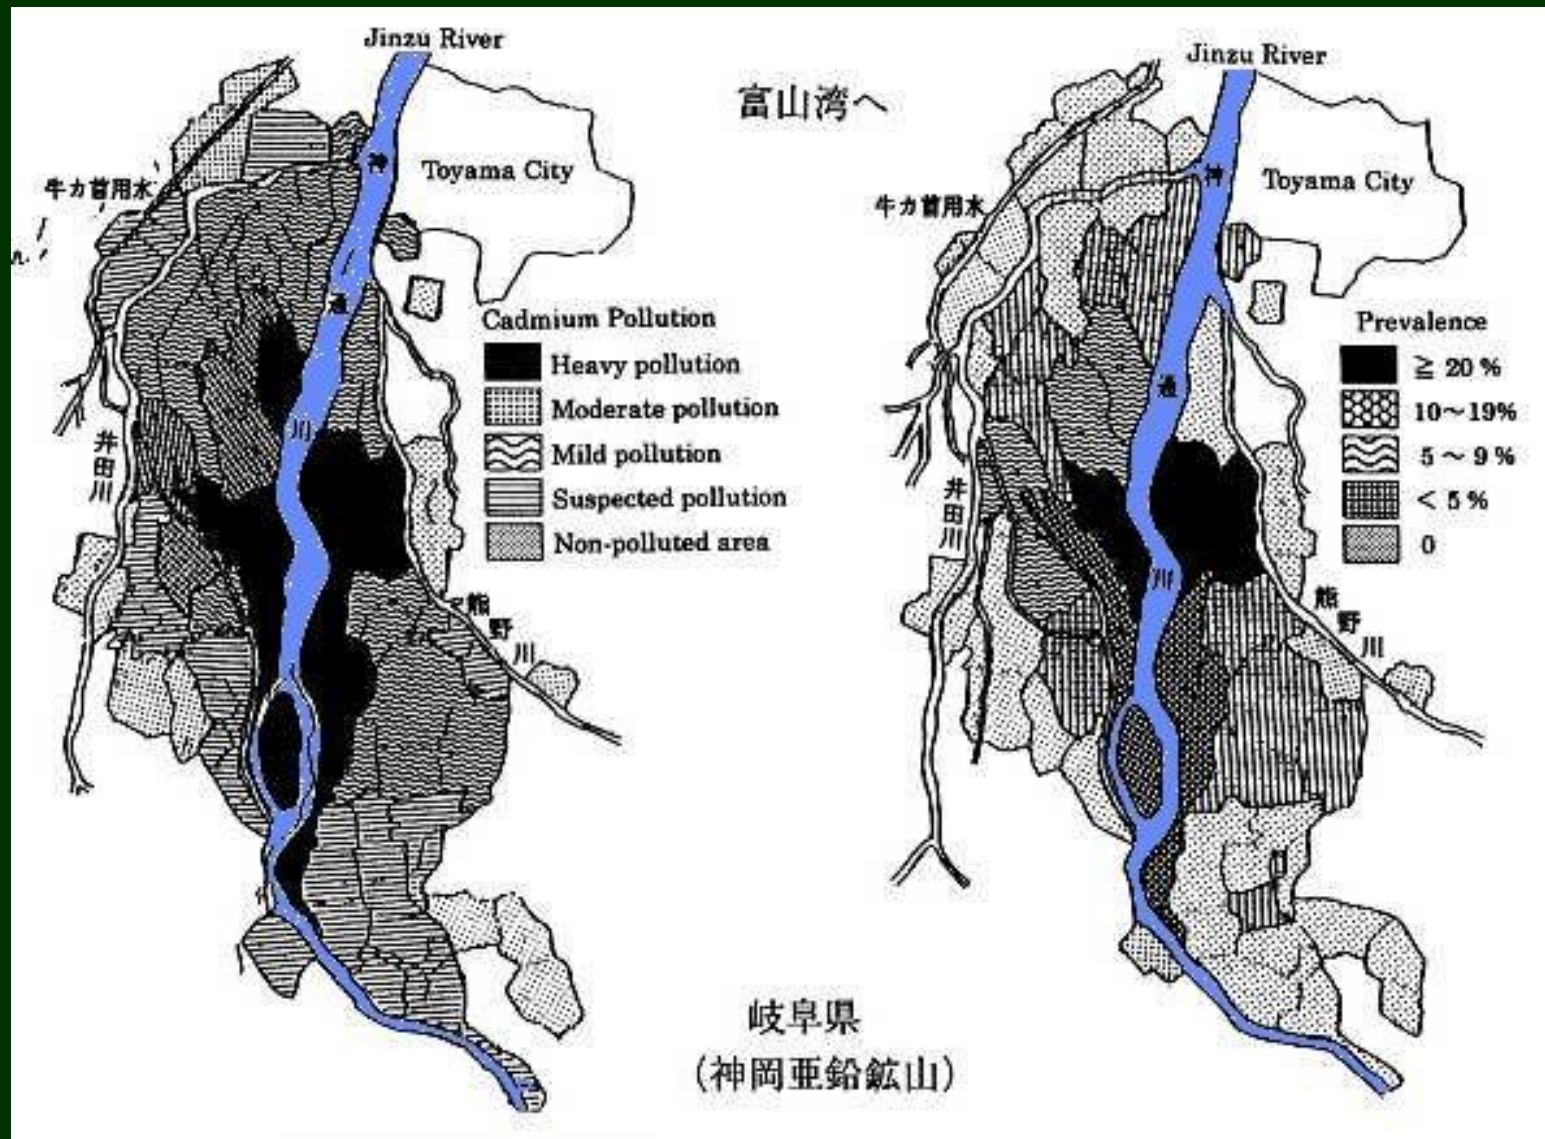 Jinzu River
富山湾へ
Toyama City
神
牛カ首用水
通
川
井田川
熊野川
Cadmium Pollution
Heavy pollution
Moderate pollution
Mild pollution
Suspected pollution
Non-polluted area
Jinzu River
Toyama City
神
牛カ首用水
通
川
井田川
熊野川
Prevalence
≧ 20 %
10～19%
5 ～ 9 %
< 5 %
0
岐阜県
(神岡亜鉛鉱山)